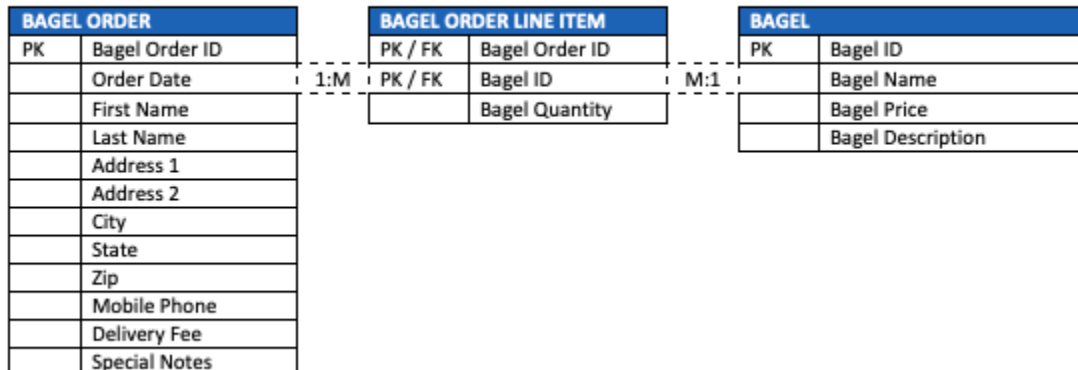 BAGEL ORDER
PK Bagel Order ID
Order Date
First Name
Last Name
Address 1
Address 2
City
State
Zip
Mobile Phone
Delivery Fee
Special Notes
1:M
BAGEL ORDER LINE ITEM
PK / FK Bagel Order ID
PK / FK Bagel ID
Bagel Quantity
M:1
BAGEL
PK Bagel ID
Bagel Name
Bagel Price
Bagel Description